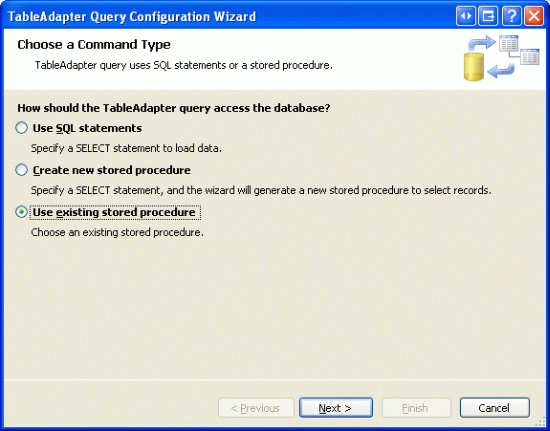 TableAdapter Query Configuration Wizard
Choose a Command Type
TableAdapter query uses SQL statements or a stored procedure.
How should the TableAdapter query access the database?
Use SQL statements
Specify a SELECT statement to load data.
Create new stored procedure
Specify a SELECT statement, and the wizard will generate a new stored procedure to select records.
Use existing stored procedure
Choose an existing stored procedure.
< Previous Next > Finish Cancel